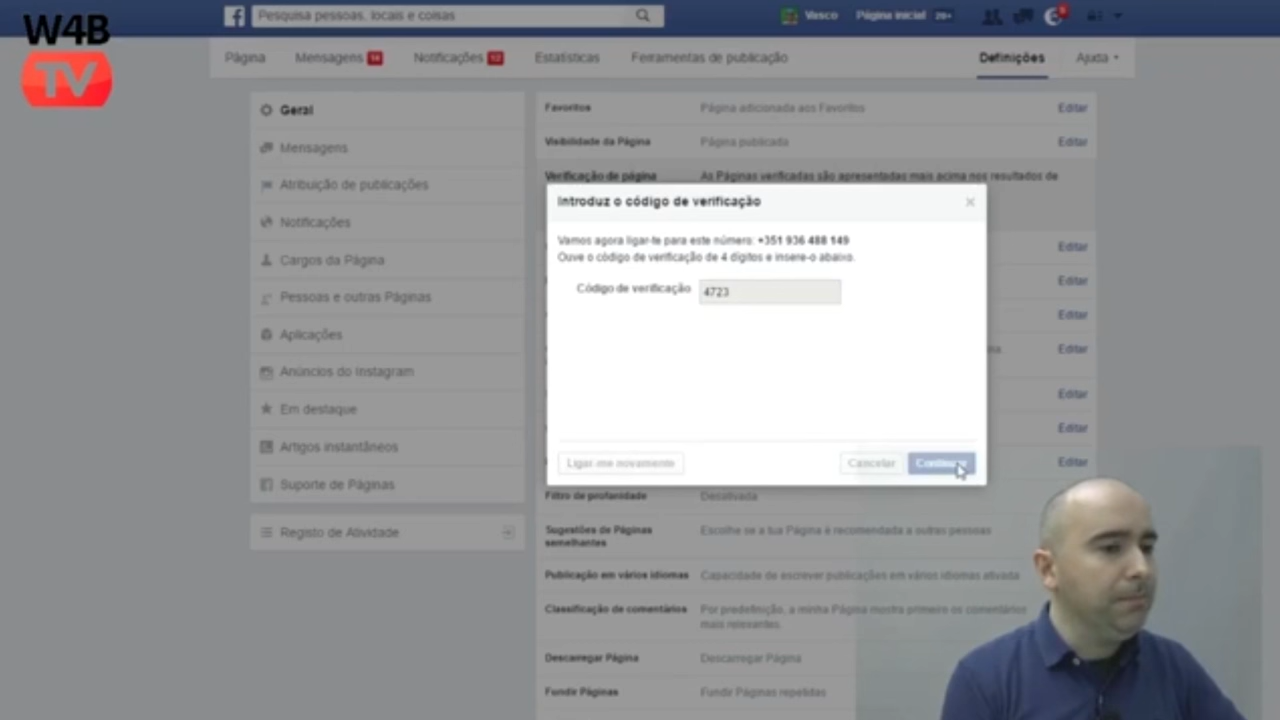 W4B
TV
Pesquisa pessoas, locais e coisas
Vasco
Página inicial 20+
Página
Mensagens
Notificações
Estatísticas
Ferramentas de publicação
Definições
Ajuda
Geral
Mensagens
Atribuição de publicações
Notificações
Cargos da Página
Pessoas e outras Páginas
Aplicações
Anúncios do Instagram
Em destaque
Artigos instantâneos
Suporte de Páginas
Registo de Atividade
Favoritos Página adicionada aos Favoritos Editar
Visibilidade da Página Página publicada Editar
Verificação de página As Páginas verificadas são apresentadas mais acima nos resultados de
Introduz o código de verificação
Vamos agora ligar-te para este número: +351 936 488 149
Ouve o código de verificação de 4 dígitos e insere-o abaixo.
Código de verificação 4723
Ligar-me novamente
Cancelar
Editar
Editar
Editar
Editar
Editar
Editar
Editar
Filtro de profanidade Desativada
Sugestões de Páginas semelhantes Escolhe se a tua Página é recomendada a outras pessoas
Publicação em vários idiomas Capacidade de escrever publicações em vários idiomas ativada
Classificação de comentários Por predefinição, a minha Página mostra primeiro os comentários
mais relevantes.
Descarregar Página Descarregar Página
Fundir Páginas Fundir Páginas repetidas